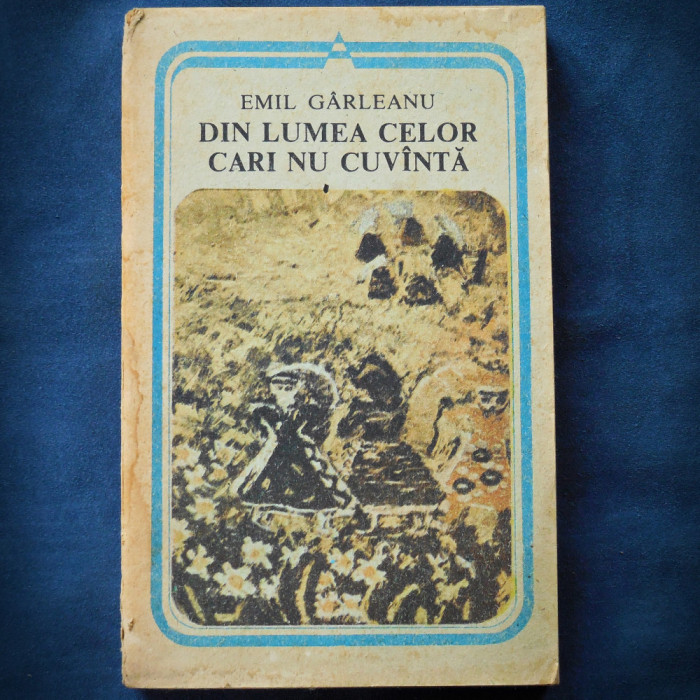 EMIL GÂRLEANU
DIN LUMEA CELOR
CARI NU CUVÎNTĂ